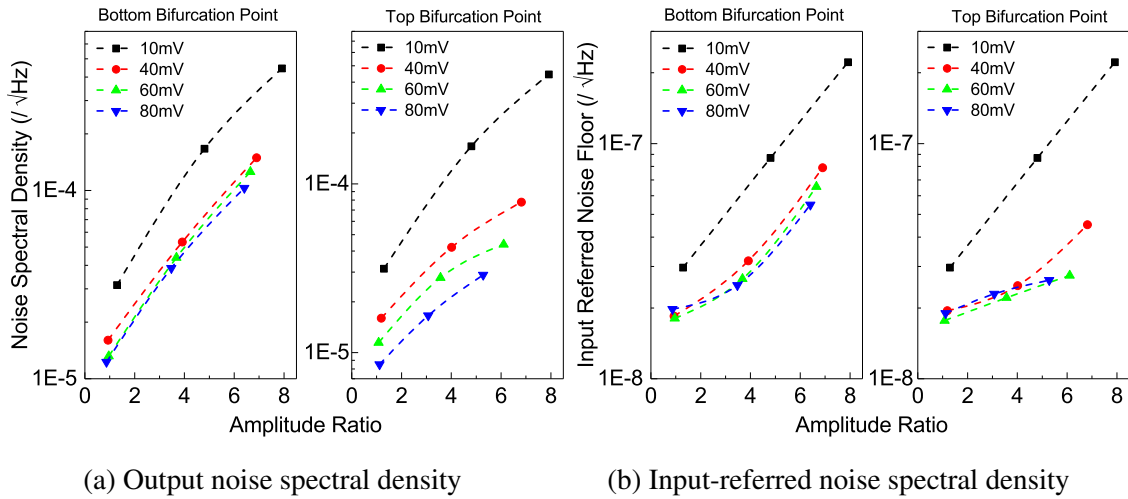 Bottom Bifurcation Point
Noise Spectral Density (/ √Hz)
10mV
40mV
60mV
80mV
1E-4
1E-5
0 2 4 6 8
Top Bifurcation Point
10mV
40mV
60mV
80mV
1E-4
1E-5
0 2 4 6 8
Amplitude Ratio
(a) Output noise spectral density
Bottom Bifurcation Point
Input Referred Noise Floor (/ √Hz)
10mV
40mV
60mV
80mV
1E-7
1E-8
0 2 4 6 8
Top Bifurcation Point
10mV
40mV
60mV
80mV
1E-7
1E-8
0 2 4 6 8
Amplitude Ratio
(b) Input-referred noise spectral density